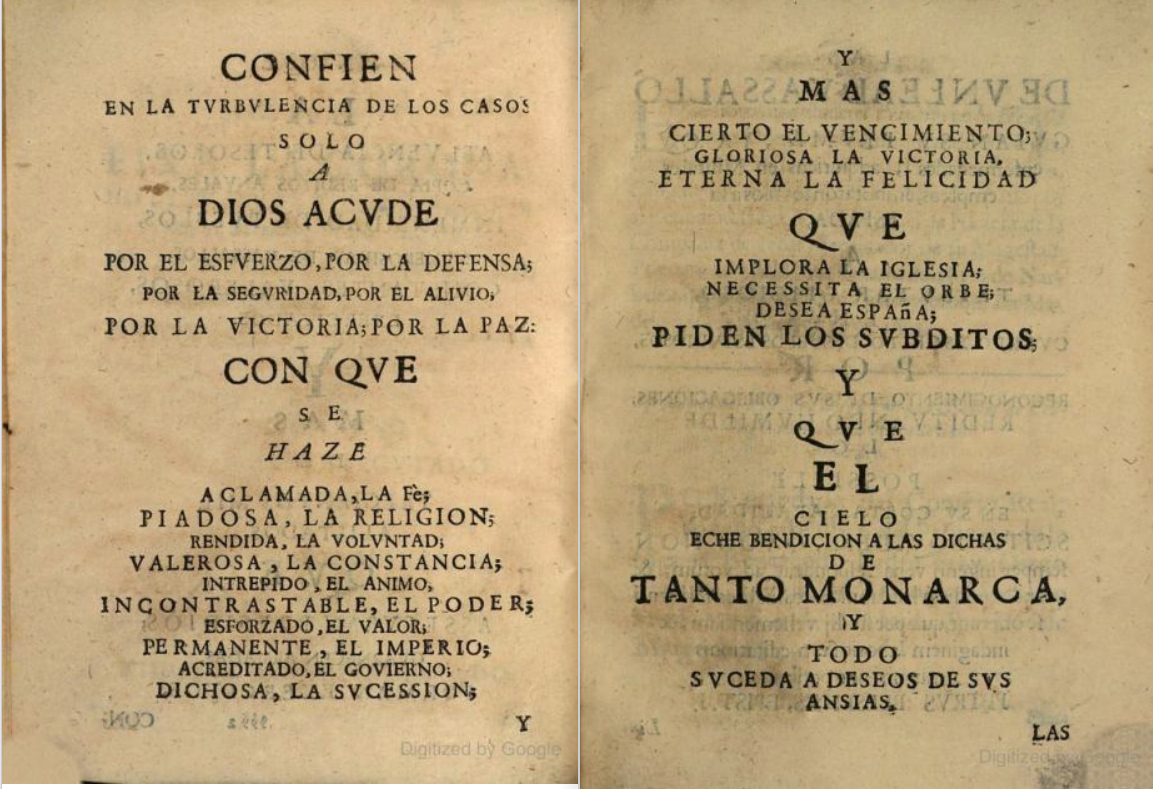 CONFIEN
EN LA TVRBVLENCIA DE LOS CASOS
SOLO
A
DIOS ACVDE
POR EL ESFVERZO, POR LA DEFENSA;
POR LA SEGVRIDAD, POR EL ALIVIO;
POR LA VICTORIA; POR LA PAZ:
CON QVE
SE
HAZE
ACLAMADA, LA Fè;
PIADOSA, LA RELIGION;
RENDIDA, LA VOLVNTAD;
VALEROSA, LA CONSTANCIA;
INTREPIDO, EL ANIMO,
INCONTRASTABLE, EL PODER;
ESFORZADO, EL VALOR;
PERMANENTE, EL IMPERIO;
ACREDITADO, EL GOVIERNO;
DICHOSA, LA SVCESSION;
Y
Digitized by Google
Y
MAS
CIERTO EL VENCIMIENTO;
GLORIOSA LA VICTORIA,
ETERNA LA FELICIDAD
QVE
IMPLORA LA IGLESIA;
NECESSITA EL ORBE;
DESEA ESPAñA;
PIDEN LOS SVBDITOS;
Y
QVE
EL
CIELO
ECHE BENDICION A LAS DICHAS
DE
TANTO MONARCA,
Y
TODO
SVCEDA A DESEOS DE SVS
ANSIAS,
LAS
Digitized by Google